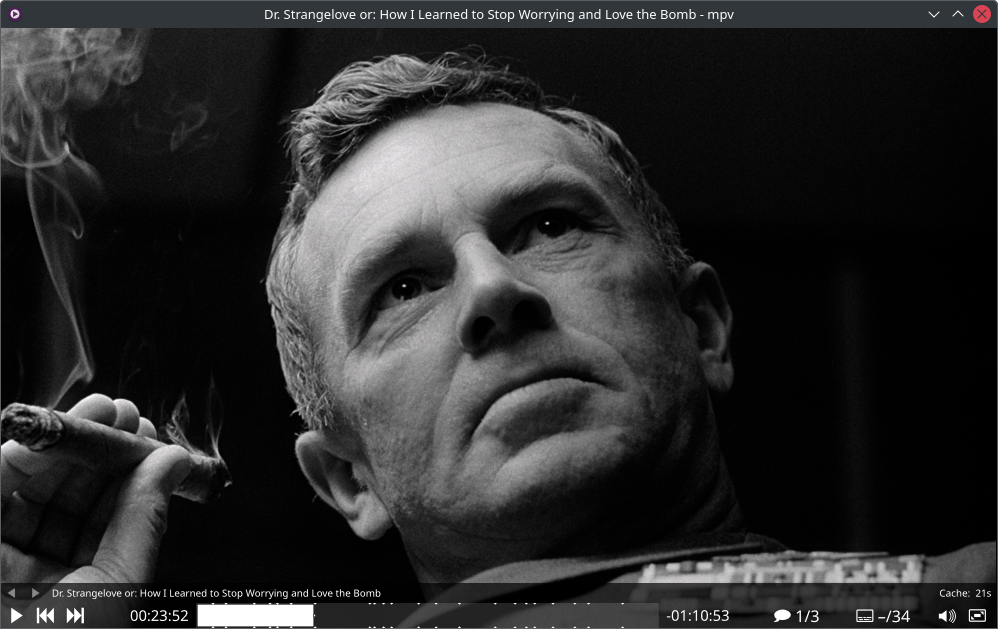 Dr. Strangelove or: How I Learned to Stop Worrying and Love the Bomb - mpv
Dr. Strangelove or: How I Learned to Stop Worrying and Love the Bomb
Cache: 21s
00:23:52
-01:10:53
1/3
–/34